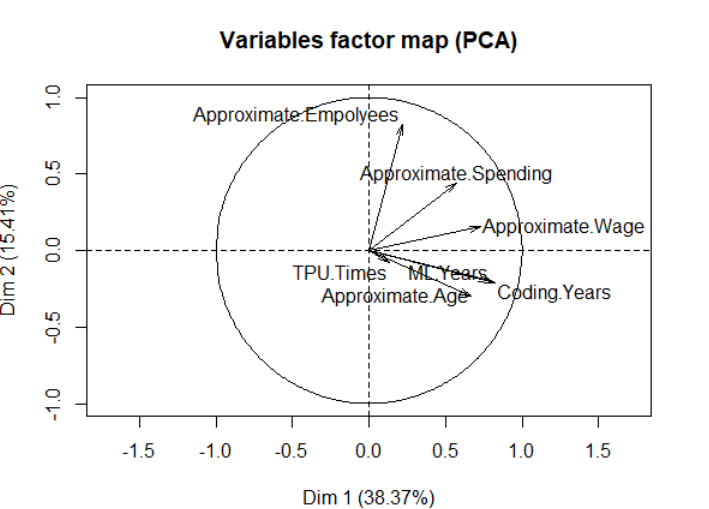 Variables factor map (PCA)
1.0
0.5
0.0
-0.5
-1.0
Dim 2 (15.41%)
Approximate.Empolyees
Approximate.Spending
Approximate.Wage
TPU.Times
ML.Years
Approximate.Age
Coding.Years
-1.5 -1.0 -0.5 0.0 0.5 1.0 1.5
Dim 1 (38.37%)